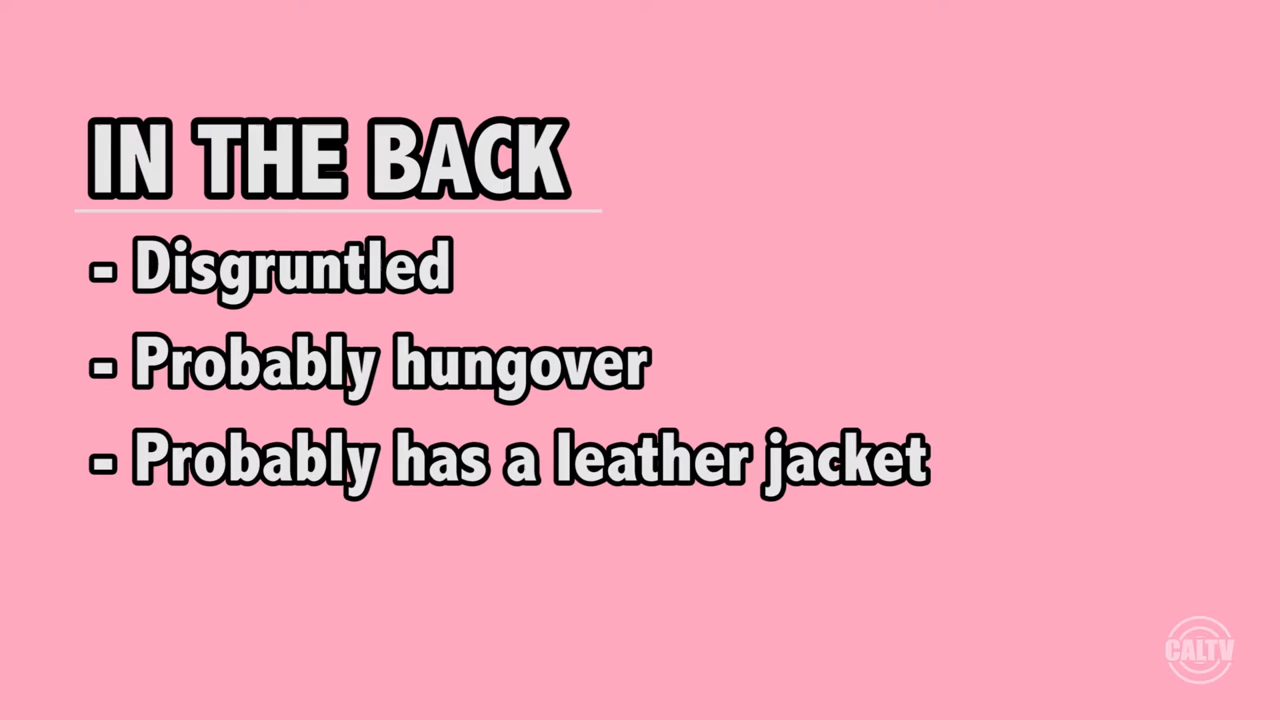 IN THE BACK
- Disgruntled
- Probably hungover
- Probably has a leather jacket
CALTV